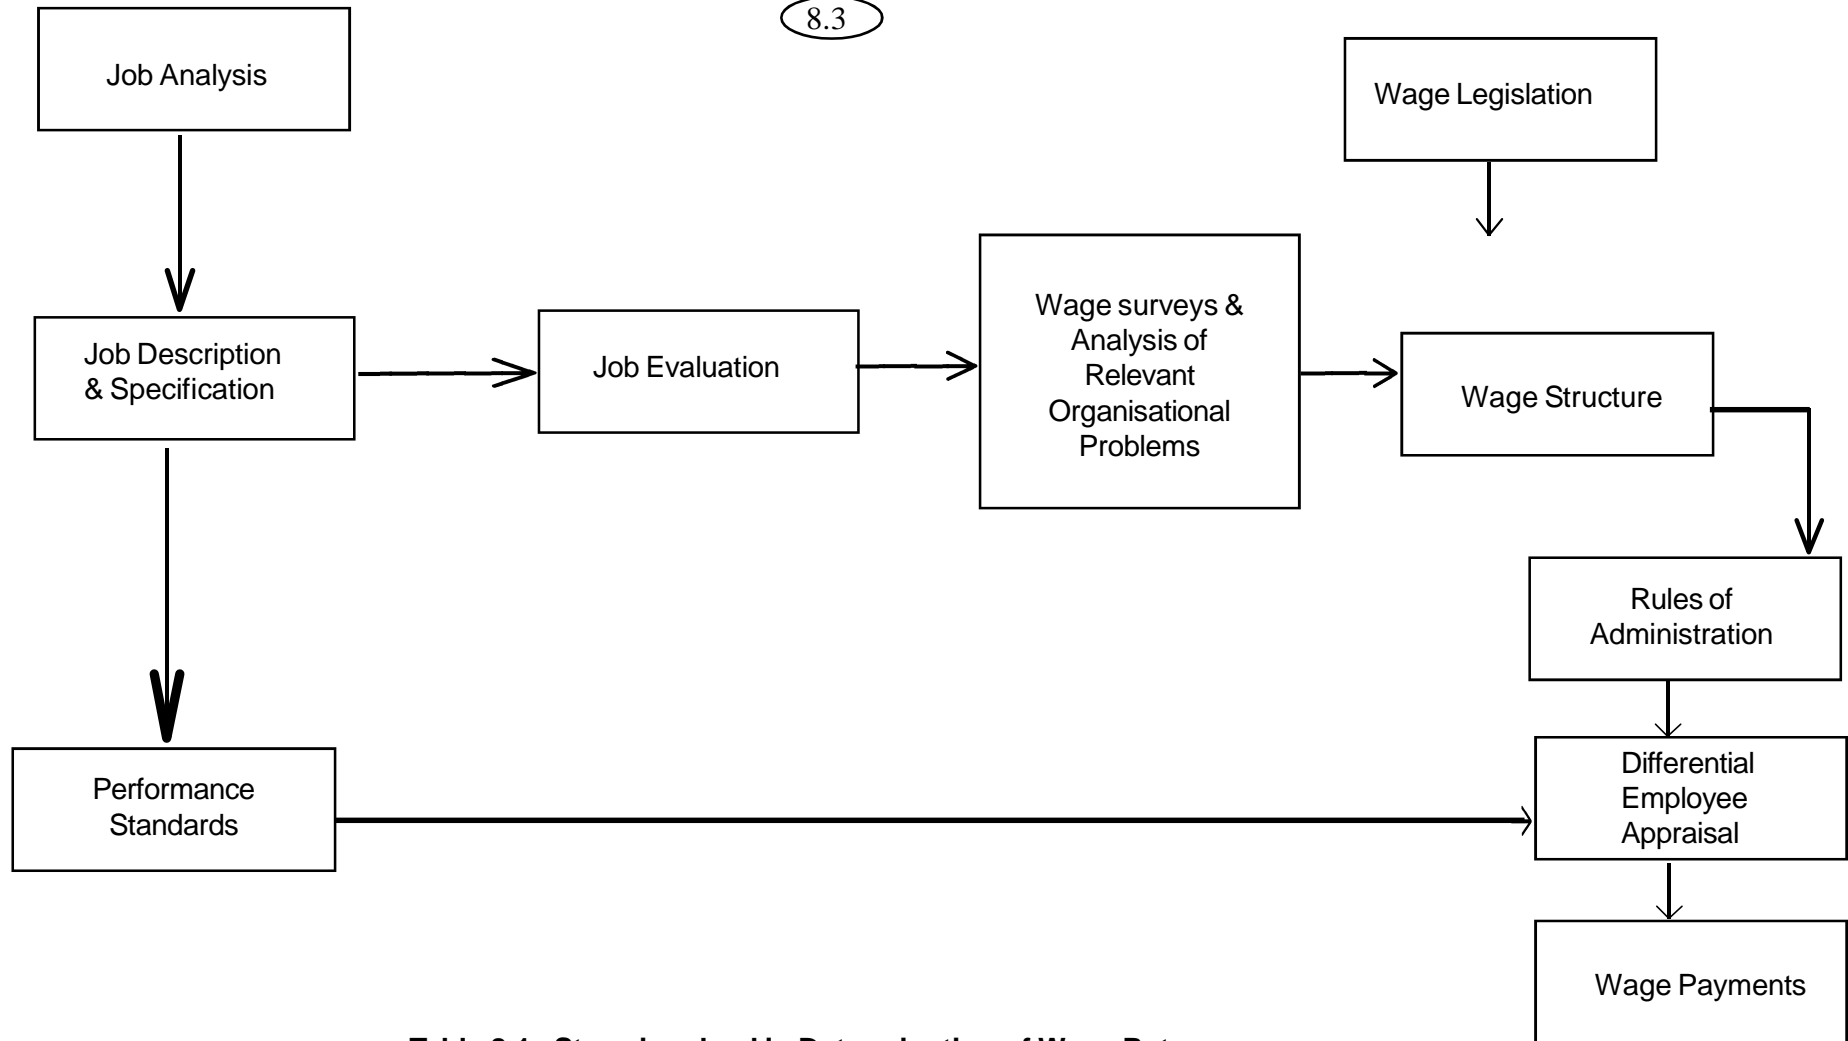 8.3
Job Analysis
Wage Legislation
Job Description
& Specification
Job Evaluation
Wage surveys &
Analysis of
Relevant
Organisational
Problems
Wage Structure
Rules of
Administration
Performance
Standards
Differential
Employee
Appraisal
Wage Payments